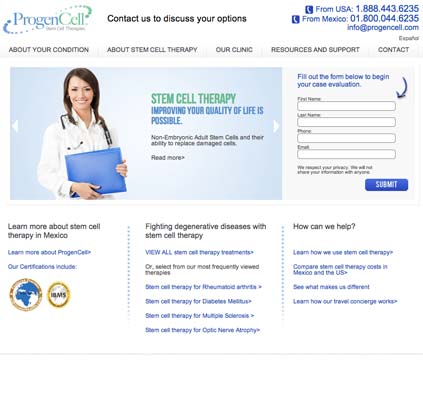 ProgenCell
Stem Cell Therapies
Contact us to discuss your options
From USA: 1.888.443.6235
From Mexico: 01.800.044.6235
info@progencell.com
Español
ABOUT YOUR CONDITION
ABOUT STEM CELL THERAPY
OUR CLINIC
RESOURCES AND SUPPORT
CONTACT
STEM CELL THERAPY
IMPROVING YOUR QUALITY OF LIFE IS
POSSIBLE.
Non-Embryonic Adult Stem Cells and their
ability to replace damaged cells.
Read more>
Fill out the form below to begin
your case evaluation.
First Name:
Last Name:
Phone:
Email:
We respect your privacy. We will not
share your information with anyone.
SUBMIT
Learn more about stem cell
therapy in Mexico
Learn more about ProgenCell>
Our Certifications include:
IBMS
Fighting degenerative diseases with
stem cell therapy
VIEW ALL stem cell therapy treatments>
Or, select from our most frequently viewed
therapies
Stem cell therapy for Rheumatoid arthritis >
Stem cell therapy for Diabetes Mellitus>
Stem cell therapy for Multiple Sclerosis >
Stem cell therapy for Optic Nerve Atrophy>
How can we help?
Learn how we use stem cell therapy>
Compare stem cell therapy costs in
Mexico and the US>
See what makes us different
Learn how our travel concierge works>